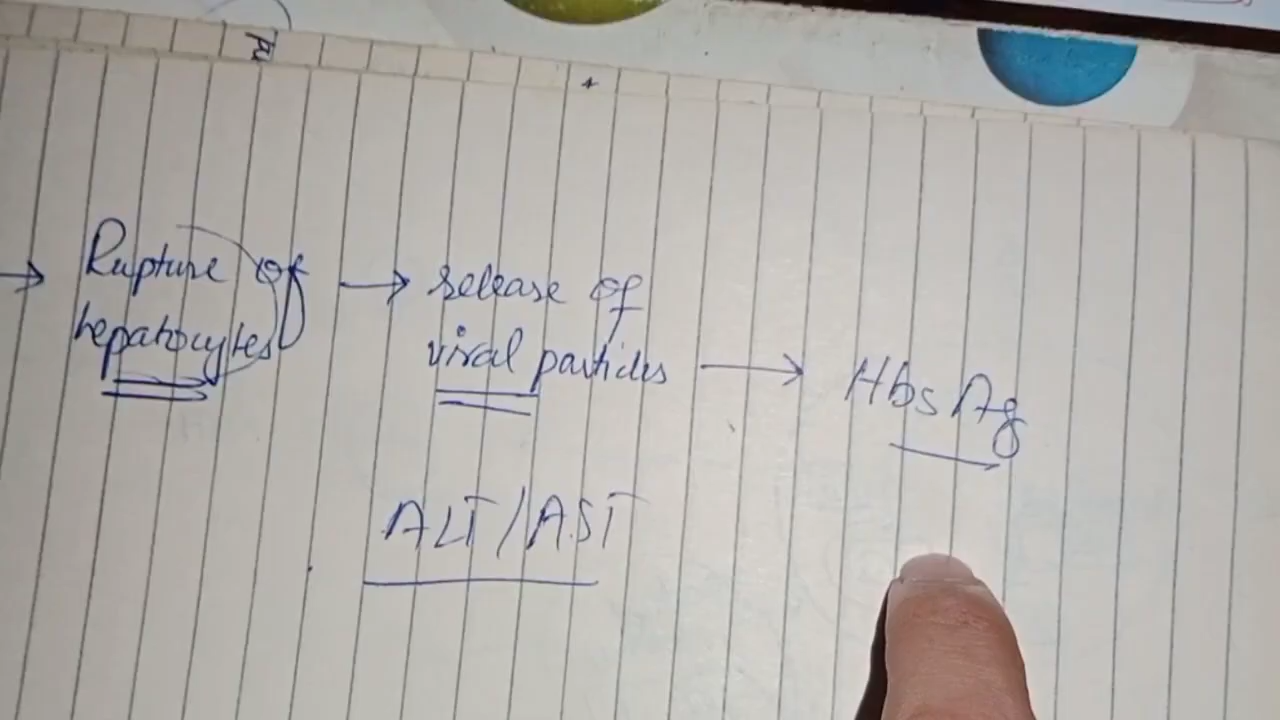 → Rupture of
hepatocytes
→ release of
viral particles
→ HbsAg
ALT/AST